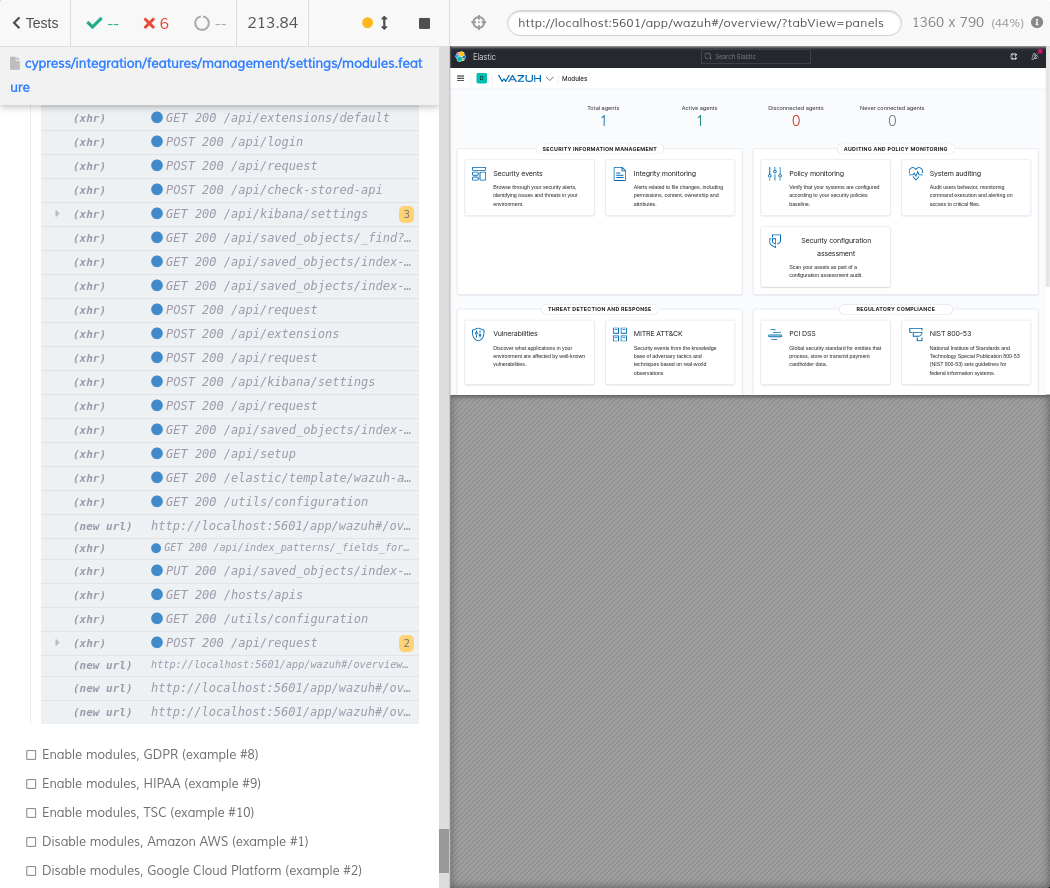 Tests
--
6
--
213.84
http://localhost:5601/app/wazuh#/overview/?tabView=panels
1360 x 790 (44%)
cypress/integration/features/management/settings/modules.feat
ure
(xhr) GET 200 /api/extensions/default
(xhr) POST 200 /api/login
(xhr) POST 200 /api/request
(xhr) POST 200 /api/check-stored-api
(xhr) GET 200 /api/kibana/settings 3
(xhr) GET 200 /api/saved_objects/_find?…
(xhr) GET 200 /api/saved_objects/index-…
(xhr) GET 200 /api/saved_objects/index-…
(xhr) POST 200 /api/request
(xhr) POST 200 /api/extensions
(xhr) POST 200 /api/request
(xhr) POST 200 /api/kibana/settings
(xhr) POST 200 /api/request
(xhr) GET 200 /api/saved_objects/index-…
(xhr) GET 200 /api/setup
(xhr) GET 200 /elastic/template/wazuh-a…
(xhr) GET 200 /utils/configuration
(new url) http://localhost:5601/app/wazuh#/ov…
(xhr) GET 200 /api/index_patterns/_fields_for…
(xhr) PUT 200 /api/saved_objects/index-…
(xhr) GET 200 /hosts/apis
(xhr) GET 200 /utils/configuration
(xhr) POST 200 /api/request 2
(new url) http://localhost:5601/app/wazuh#/overview…
(new url) http://localhost:5601/app/wazuh#/ov…
(new url) http://localhost:5601/app/wazuh#/ov…
Enable modules, GDPR (example #8)
Enable modules, HIPAA (example #9)
Enable modules, TSC (example #10)
Disable modules, Amazon AWS (example #1)
Disable modules, Google Cloud Platform (example #2)
Elastic
Search Elastic
D
WAZUH
Modules
Total agents
1
Active agents
1
Disconnected agents
0
Never connected agents
0
SECURITY INFORMATION MANAGEMENT
Security events
Browse through your security alerts,
identifying issues and threats in your
environment.
Integrity monitoring
Alerts related to file changes, including
permissions, content, ownership and
attributes.
AUDITING AND POLICY MONITORING
Policy monitoring
Verify that your systems are configured
according to your security policies
baseline.
System auditing
Audit users behavior, monitoring
command execution and alerting on
access to critical files.
Security configuration
assessment
Scan your assets as part of a
configuration assessment audit.
THREAT DETECTION AND RESPONSE
Vulnerabilities
Discover what applications in your
environment are affected by well-known
vulnerabilities.
MITRE ATT&CK
Security events from the knowledge
base of adversary tactics and
techniques based on real-world
observations
REGULATORY COMPLIANCE
PCI DSS
Global security standard for entities that
process, store or transmit payment
cardholder data.
NIST 800-53
National Institute of Standards and
Technology Special Publication 800-53
(NIST 800-53) sets guidelines for
federal information systems.